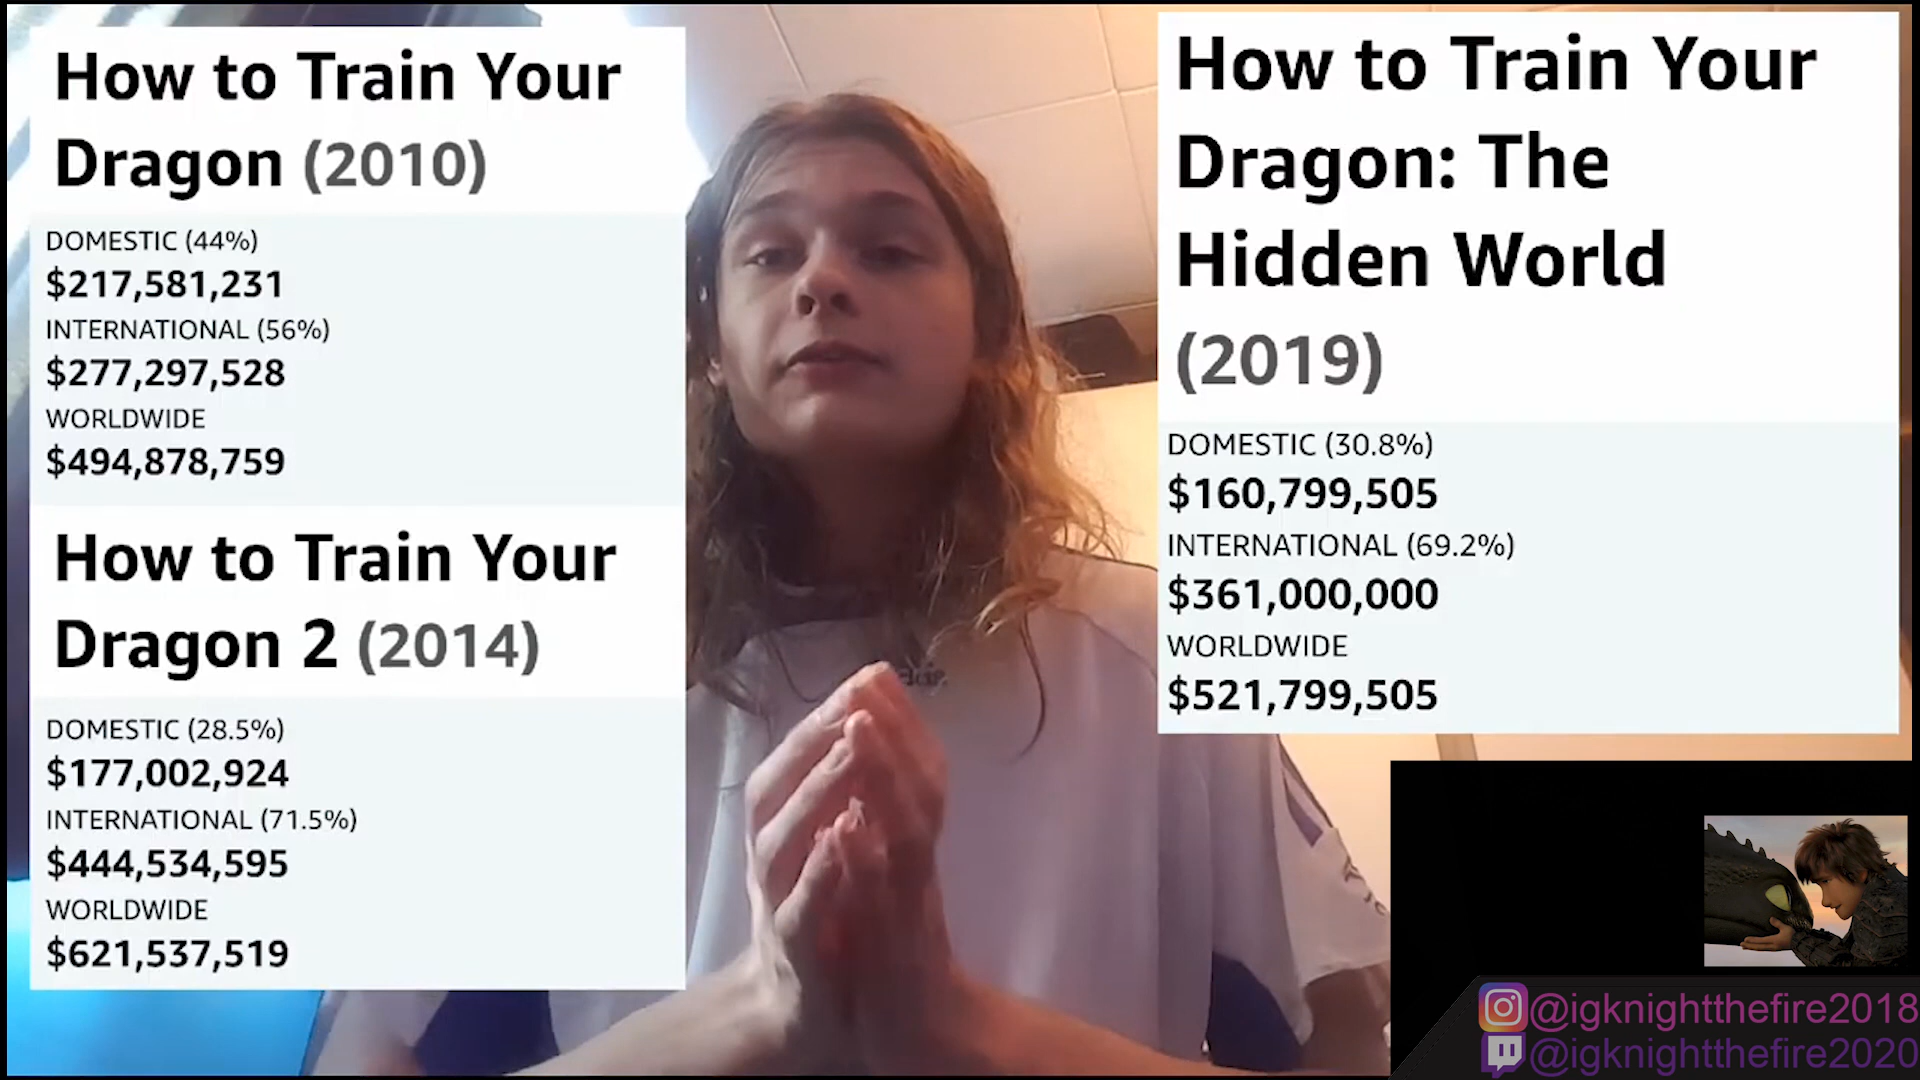 How to Train Your
Dragon (2010)
DOMESTIC (44%)
$217,581,231
INTERNATIONAL (56%)
$277,297,528
WORLDWIDE
$494,878,759
How to Train Your
Dragon 2 (2014)
DOMESTIC (28.5%)
$177,002,924
INTERNATIONAL (71.5%)
$444,534,595
WORLDWIDE
$621,537,519
How to Train Your
Dragon: The
Hidden World
(2019)
DOMESTIC (30.8%)
$160,799,505
INTERNATIONAL (69.2%)
$361,000,000
WORLDWIDE
$521,799,505
@igknightthefire2018
@igknightthefire2020